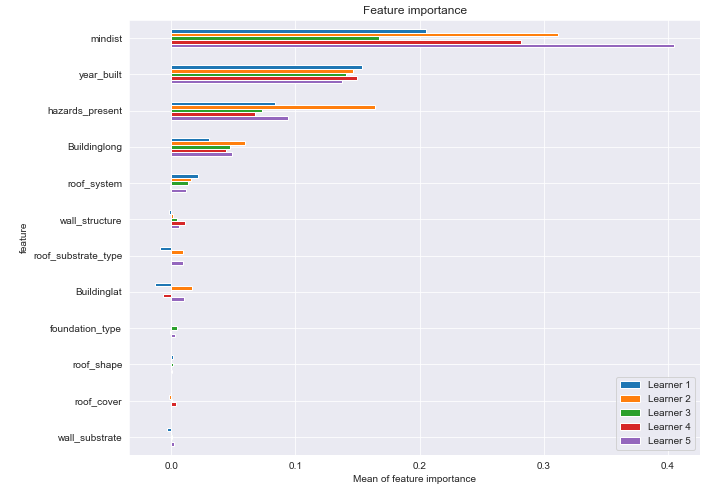 Feature importance
mindist
year_built
hazards_present
Buildinglong
roof_system
wall_structure
roof_substrate_type
Buildinglat
foundation_type
roof_shape
roof_cover
wall_substrate
feature
Learner 1
Learner 2
Learner 3
Learner 4
Learner 5
0.0 0.1 0.2 0.3 0.4
Mean of feature importance